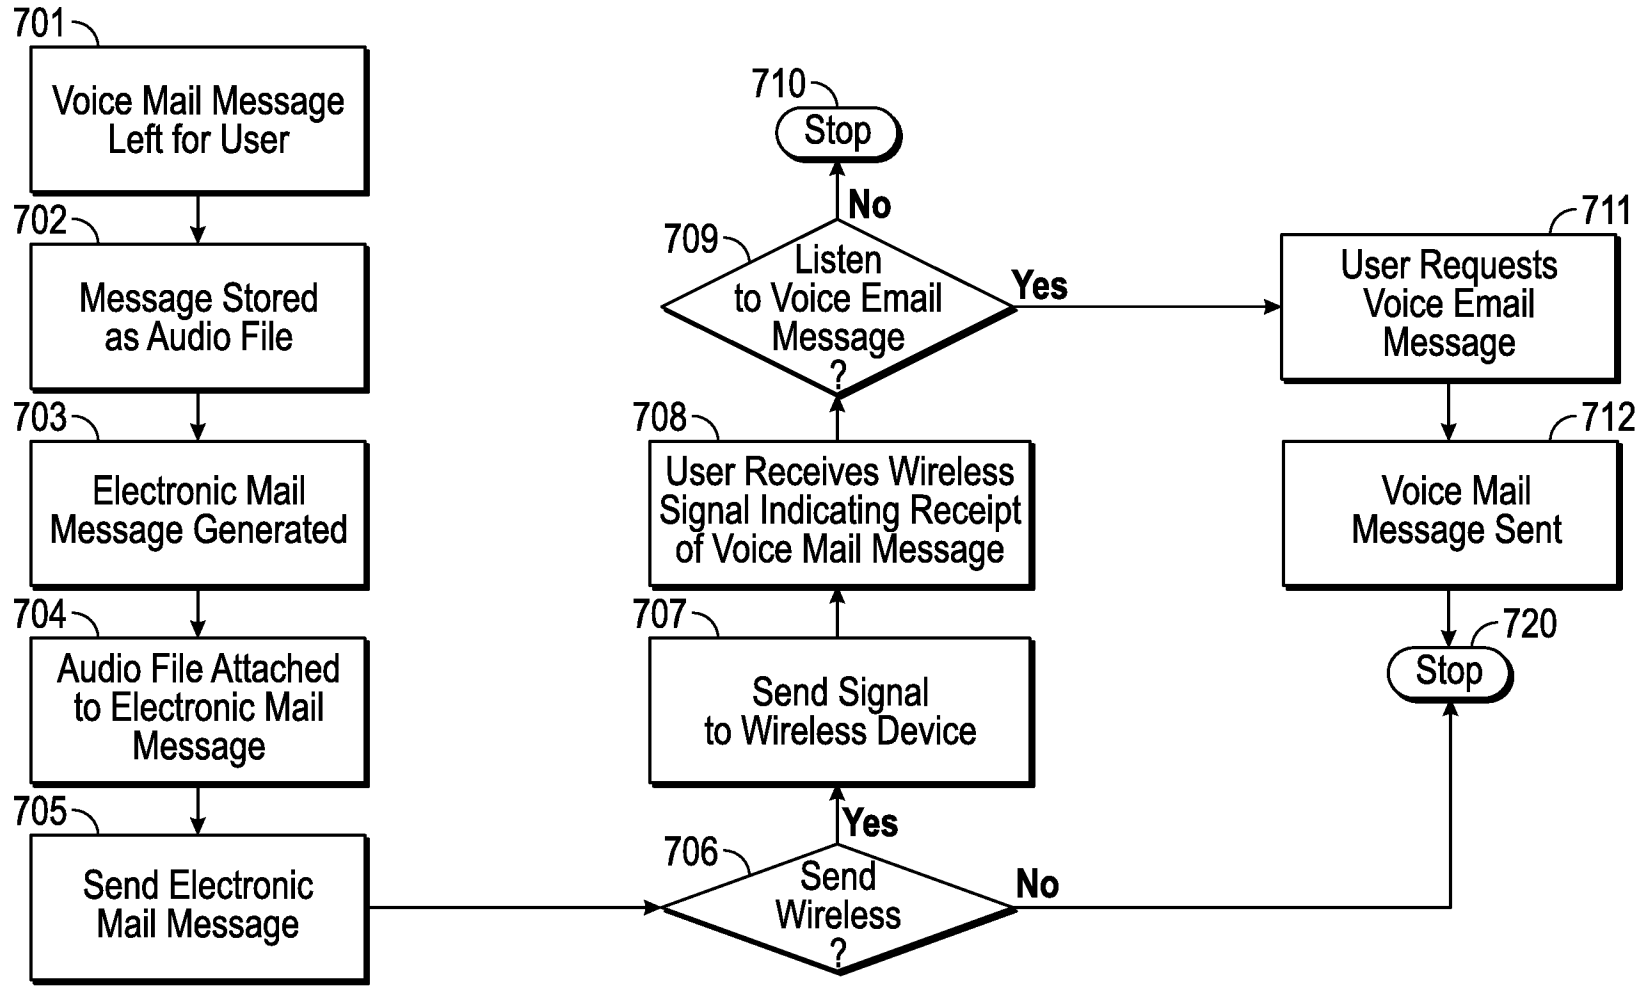 701
Voice Mail Message
Left for User
702
Message Stored
as Audio File
703
Electronic Mail
Message Generated
704
Audio File Attached
to Electronic Mail
Message
705
Send Electronic
Mail Message
706
Send
Wireless
?
Yes
No
707
Send Signal
to Wireless Device
708
User Receives Wireless
Signal Indicating Receipt
of Voice Mail Message
709
Listen
to Voice Email
Message
?
No
Yes
710
Stop
711
User Requests
Voice Email
Message
712
Voice Mail
Message Sent
720
Stop